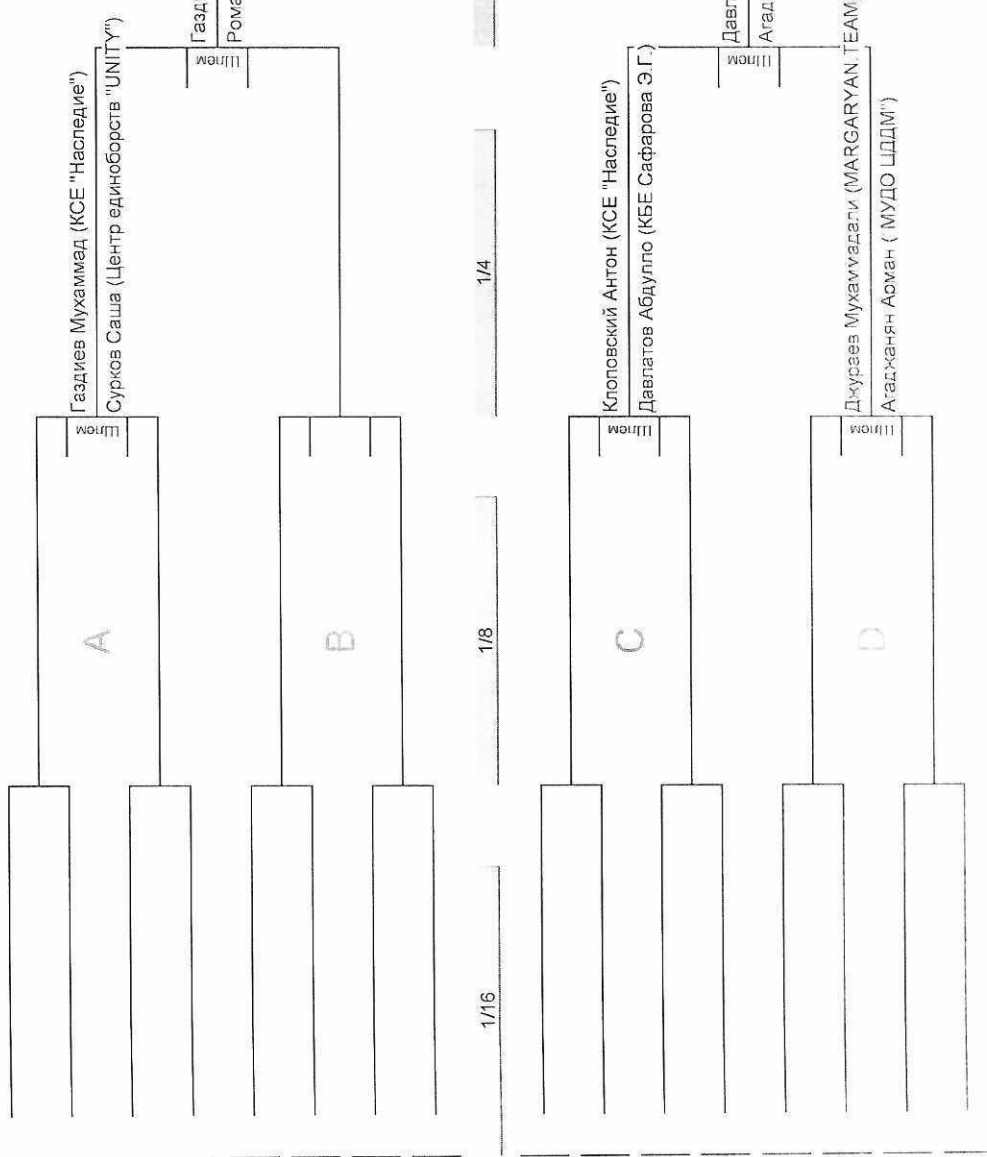 Газд
Рома
Шлем
Газдиев Мухаммад (КСЕ "Наследие")
Сурков Саша (Центр единоборств "UNITY")
Шлем
A
B
1/4
1/8
1/16
Давл
Агад
Шлем
Клоповский Антон (КСЕ "Наследие")
Давлатов Абдулло (КБЕ Сафарова Э.Г.)
Шлем
Джураев Мухаммадали (MARGARYAN.TEAM
Агаджанян Арман ( "МУДО ЦДДМ")
Шлем
C
D